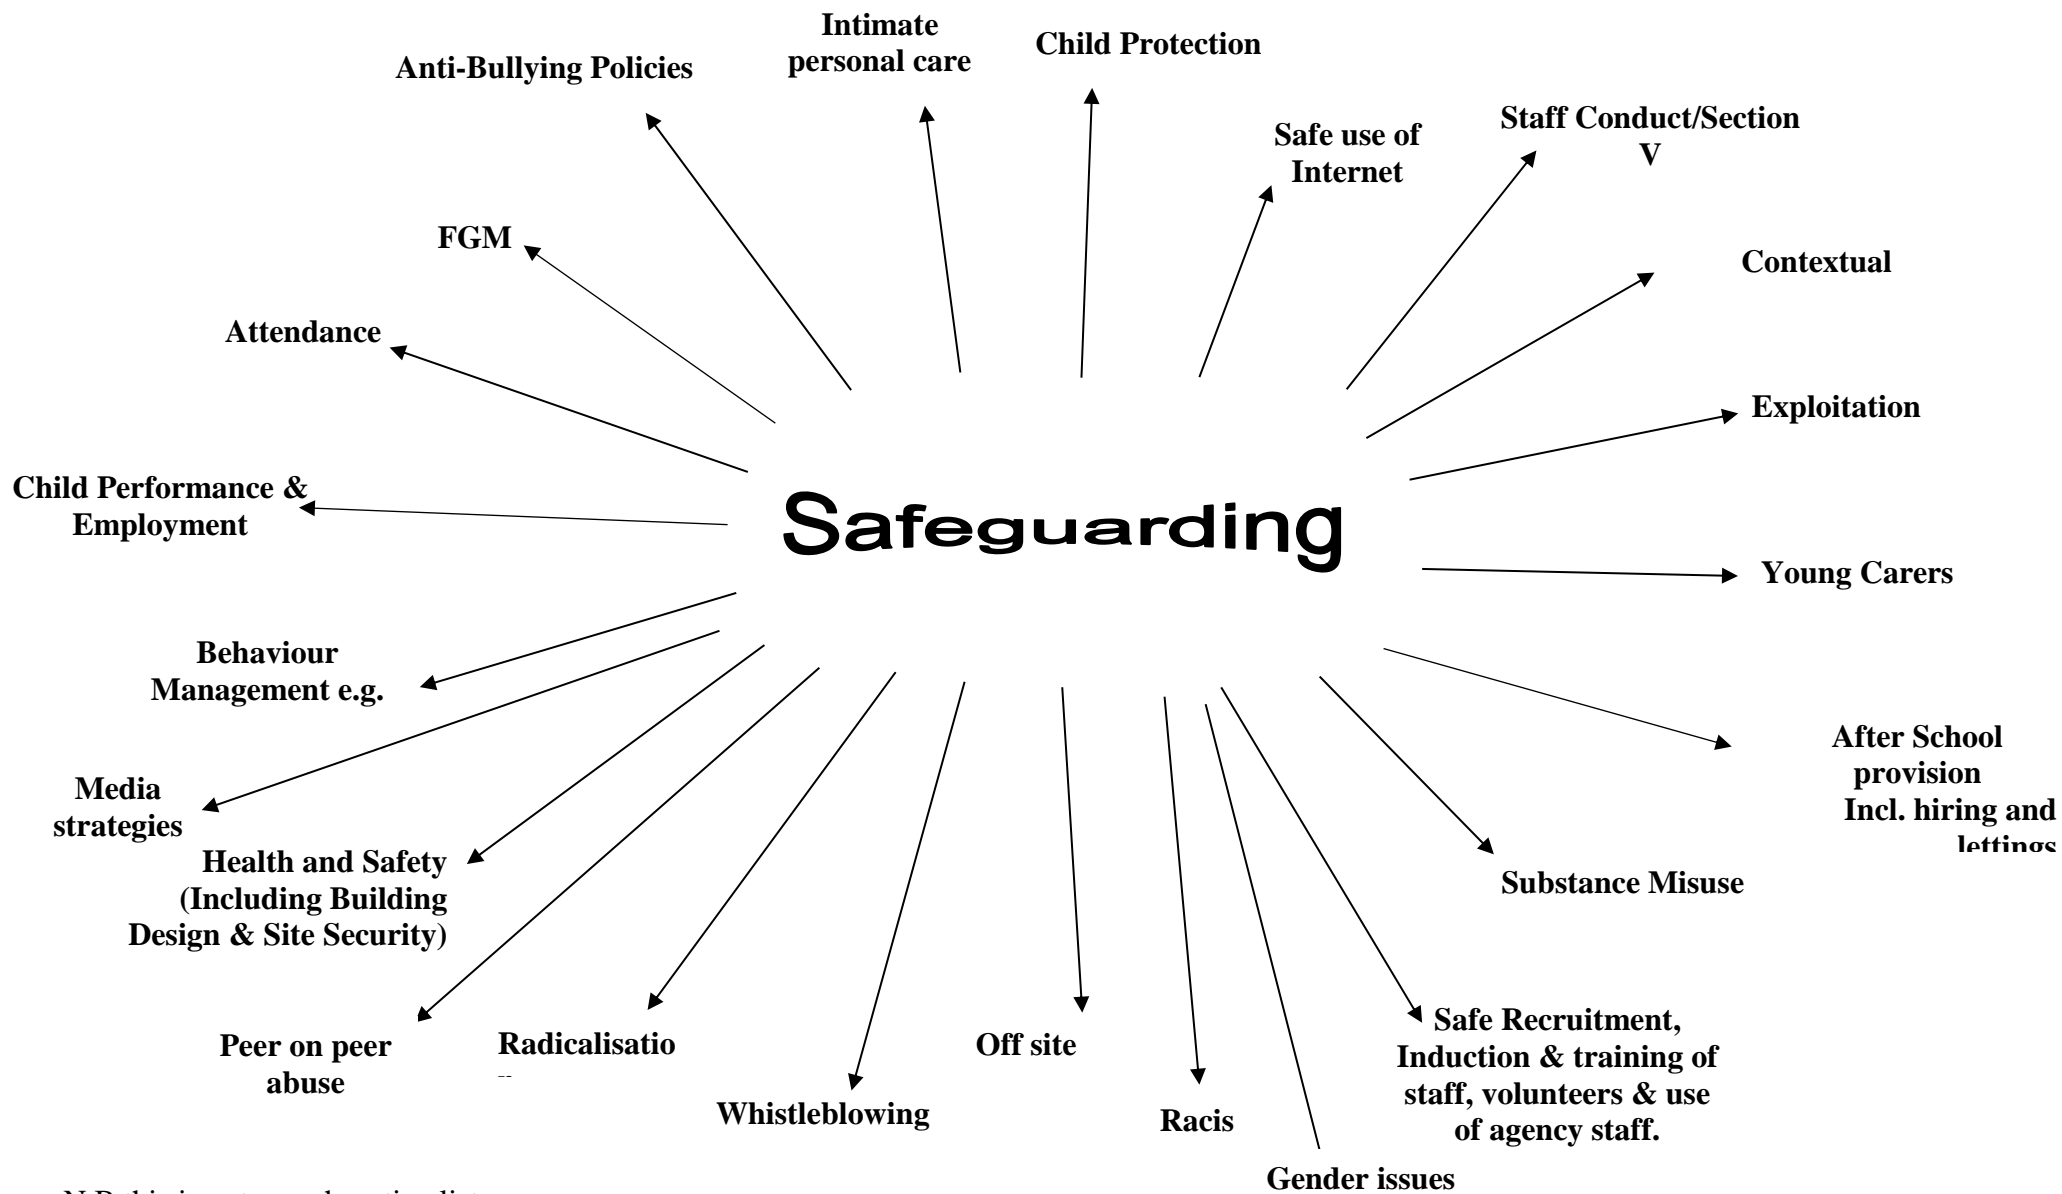 Intimate
personal care
Child Protection
Anti-Bullying Policies
Safe use of
Internet
Staff Conduct/Section
V
FGM
Contextual
Attendance
Exploitation
Child Performance &
Employment
Safeguarding
Young Carers
Behaviour
Management e.g.
After School
provision
Incl. hiring and
lettings
Media
strategies
Health and Safety
(Including Building
Design & Site Security)
Substance Misuse
Peer on peer
abuse
Radicalisatio
Off site
Safe Recruitment,
Induction & training of
staff, volunteers & use
of agency staff.
Whistleblowing
Racis
Gender issues